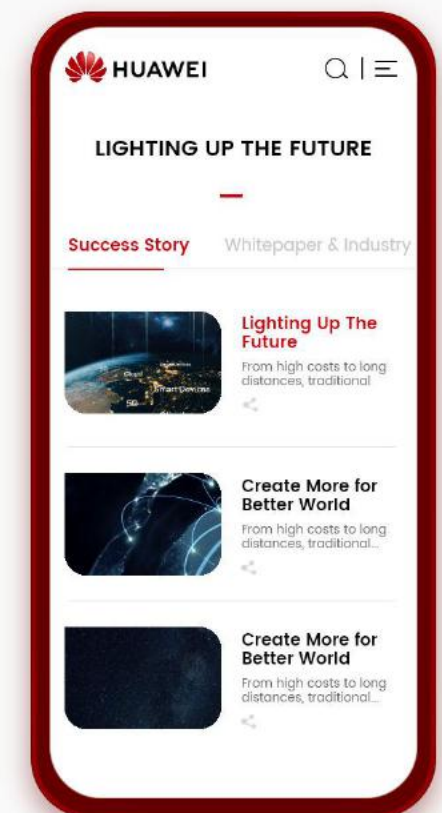 HUAWEI
LIGHTING UP THE FUTURE
Success Story
Whitepaper & Industry
Lighting Up The
Future
From high costs to long
distances, traditional
Cloud
Smart Devices
5G
Create More for
Better World
From high costs to long
distances, traditional...
Create More for
Better World
From high costs to long
distances, traditional...